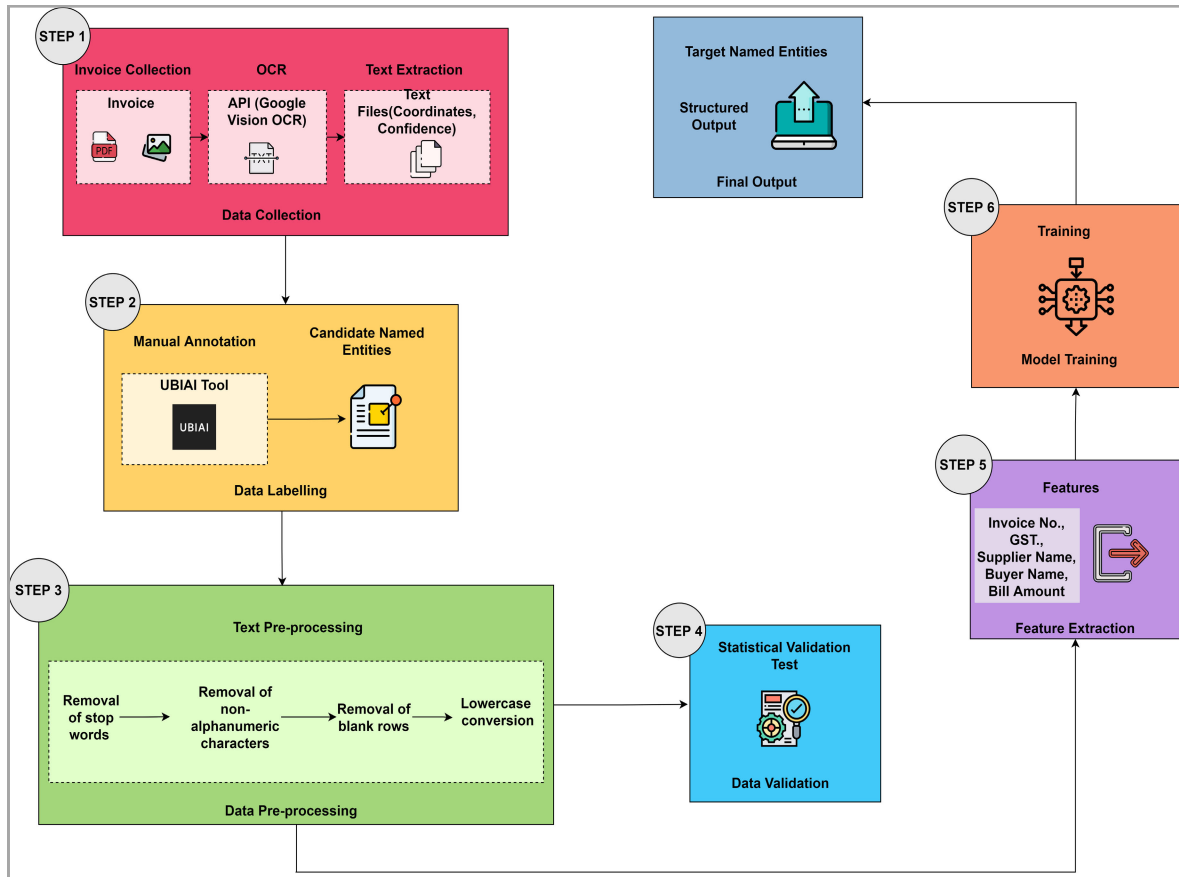 STEP 1
Invoice Collection
OCR
Text Extraction
Invoice
PDF
API (Google
Vision OCR)
Text
Files(Coordinates,
Confidence)
Data Collection
STEP 2
Manual Annotation
Candidate Named
Entities
UBIAI Tool
UBIAI
Data Labelling
STEP 3
Text Pre-processing
Removal
of stop
words
Removal of
non-
alphanumeric
characters
Removal of
blank rows
Lowercase
conversion
Data Pre-processing
STEP 4
Statistical Validation
Test
Data Validation
STEP 5
Features
Invoice No.,
GST.,
Supplier Name,
Buyer Name,
Bill Amount
Feature Extraction
STEP 6
Training
Model Training
Target Named Entities
Structured
Output
Final Output